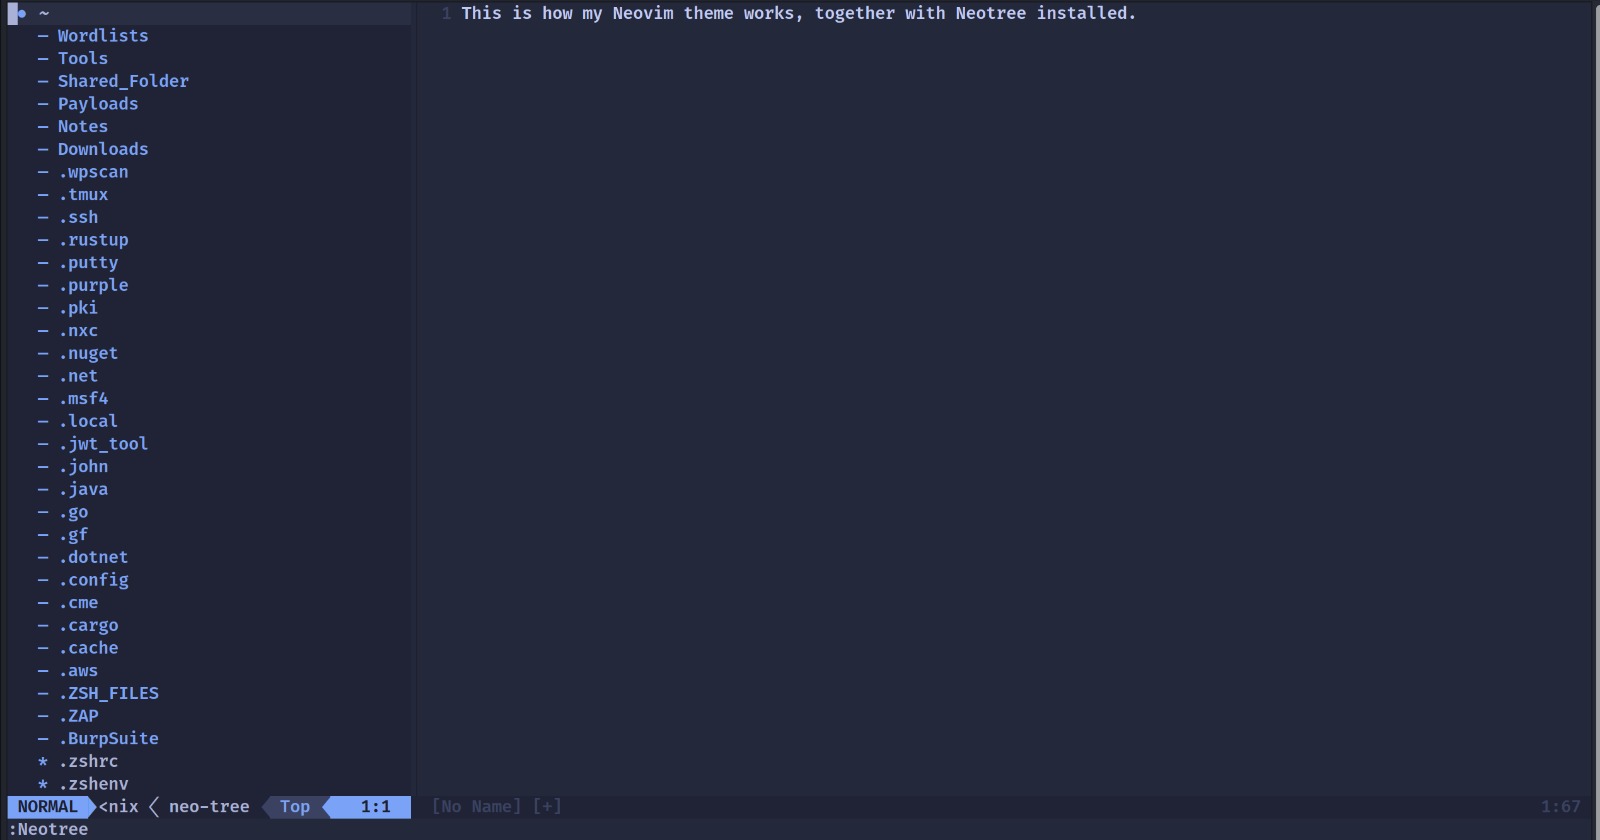 ~
Wordlists
Tools
Shared_Folder
Payloads
Notes
Downloads
.wpscan
.tmux
.ssh
.rustup
.putty
.purple
.pki
.nxc
.nuget
.net
.msf4
.local
.jwt_tool
.john
.java
.go
.gf
.dotnet
.config
.cme
.cargo
.cache
.aws
.ZSH_FILES
.ZAP
.BurpSuite
* .zshrc
* .zshenv
NORMAL <nix neo-tree Top 1:1
:Neotree
1 This is how my Neovim theme works, together with Neotree installed.
[No Name] [+] 1:67